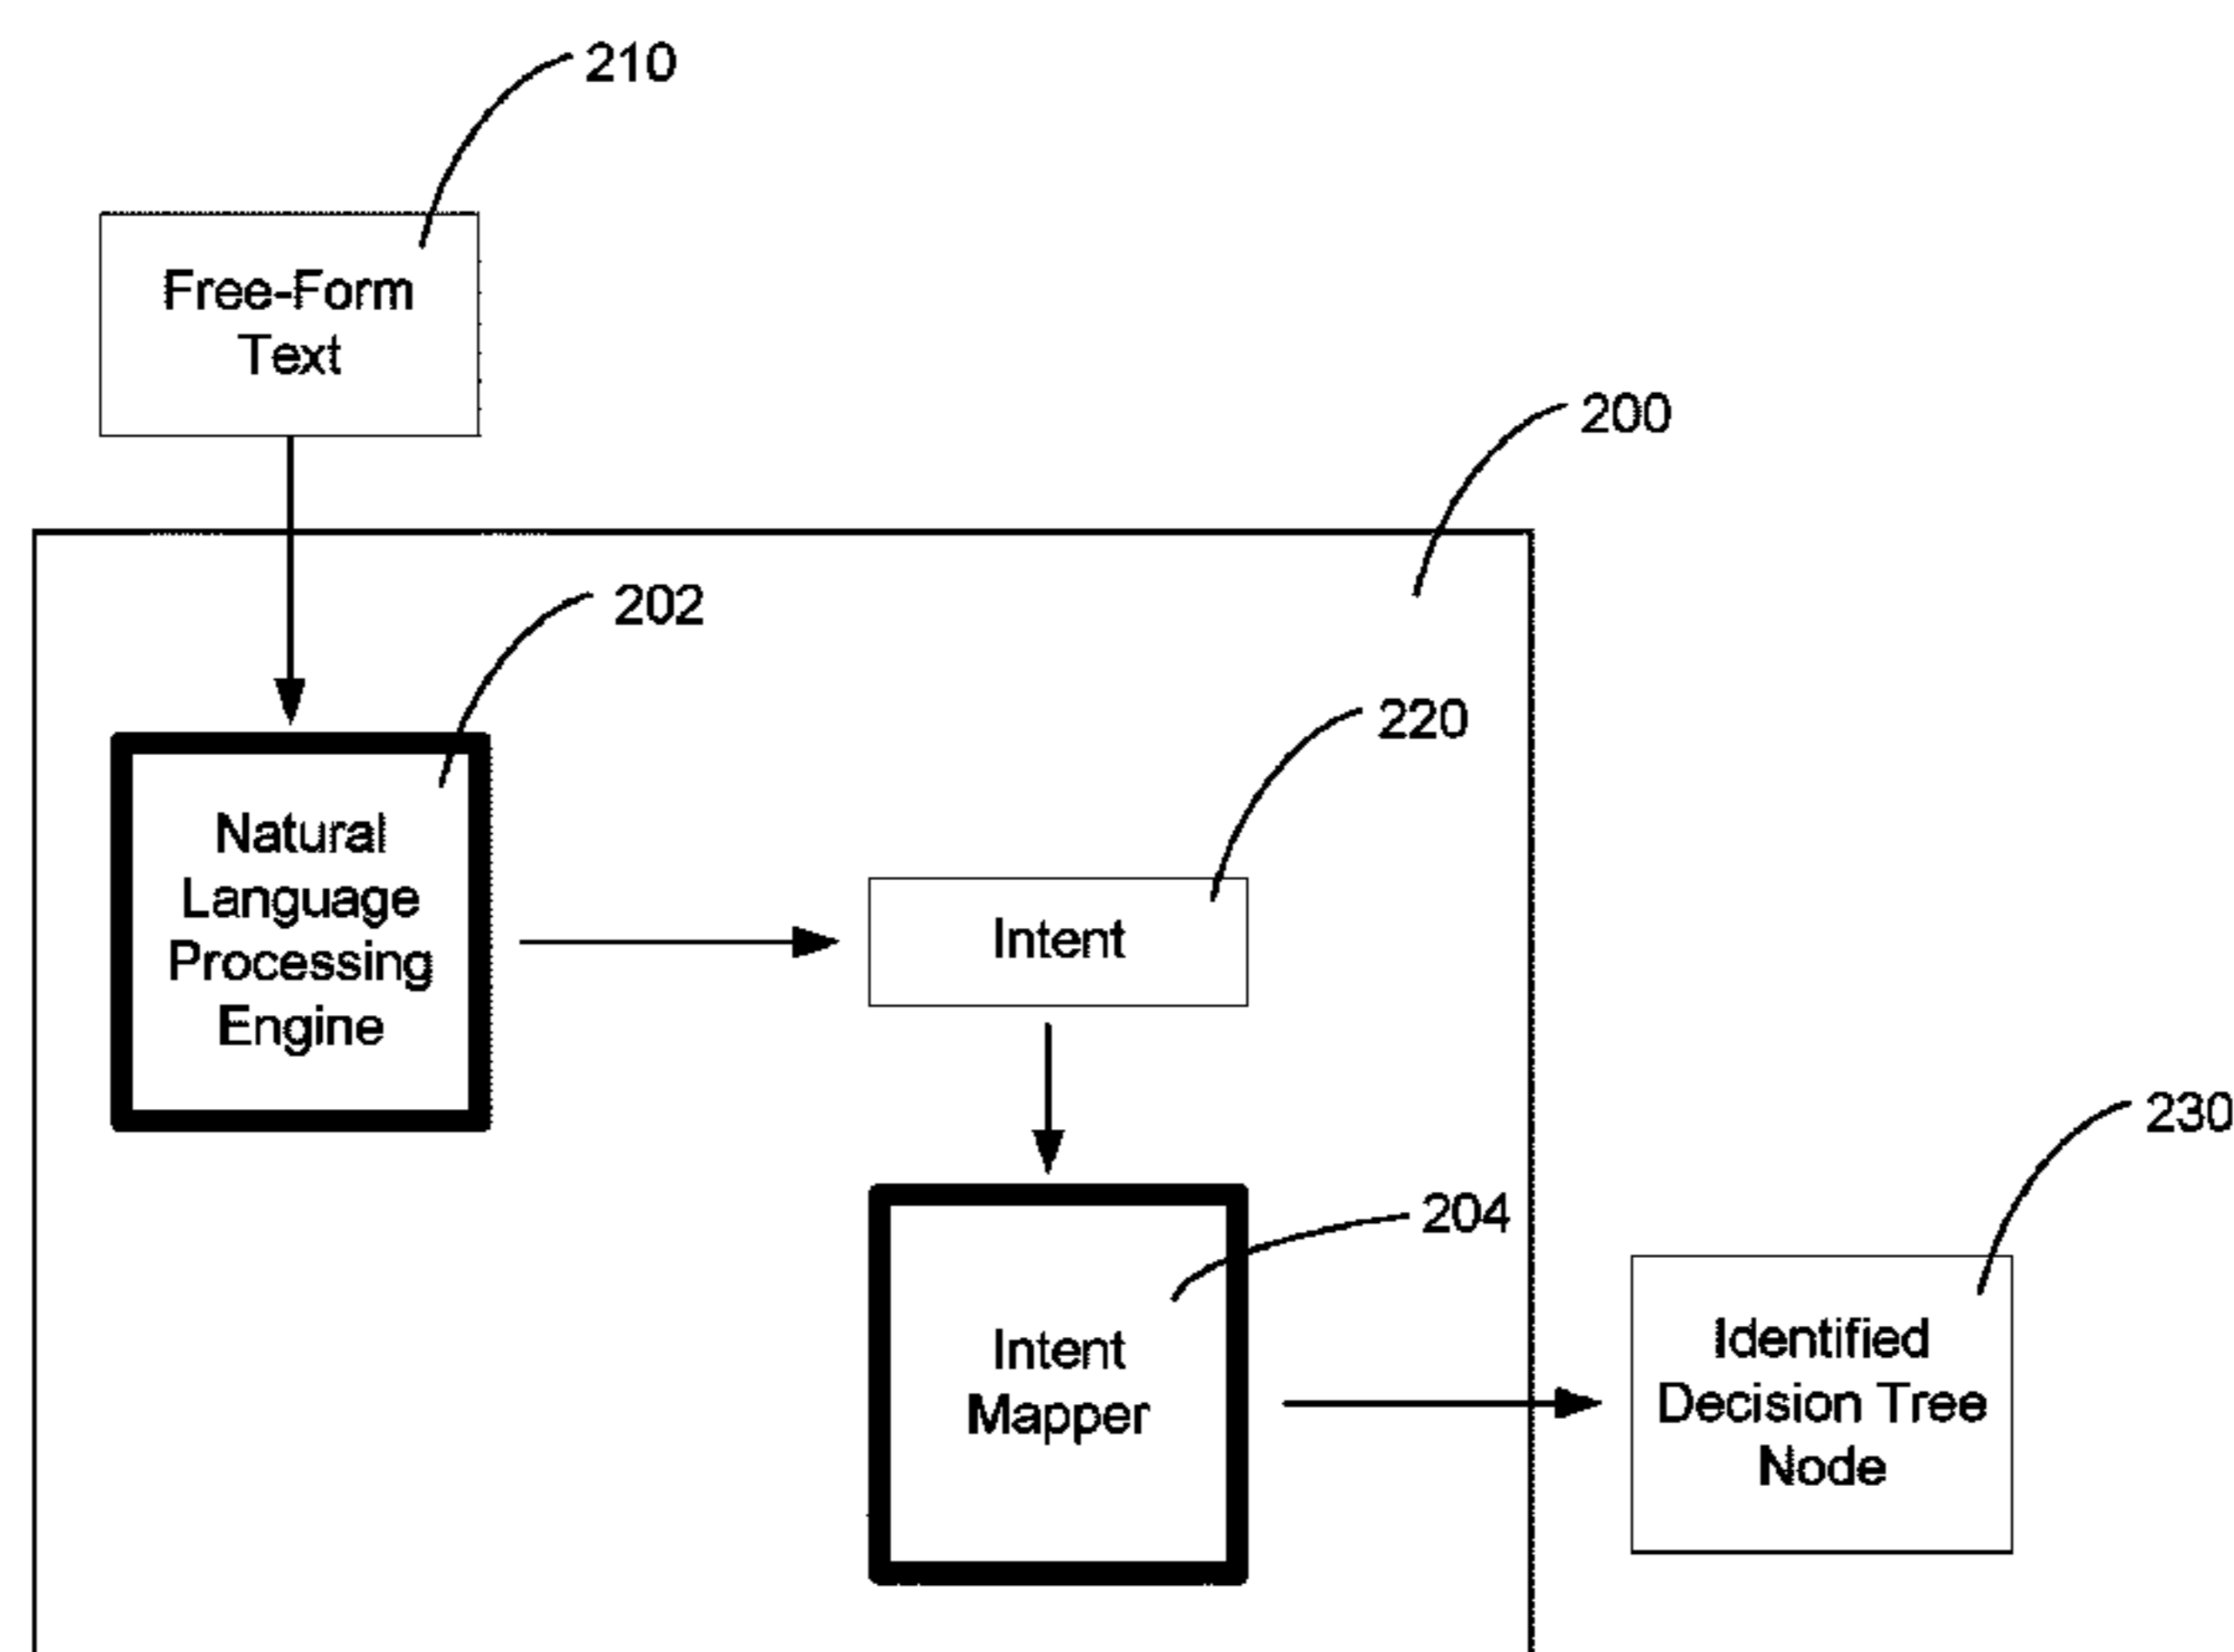 210
Free-Form
Text
200
202
220
Natural
Language
Processing
Engine
Intent
230
204
Intent
Mapper
Identified
Decision Tree
Node